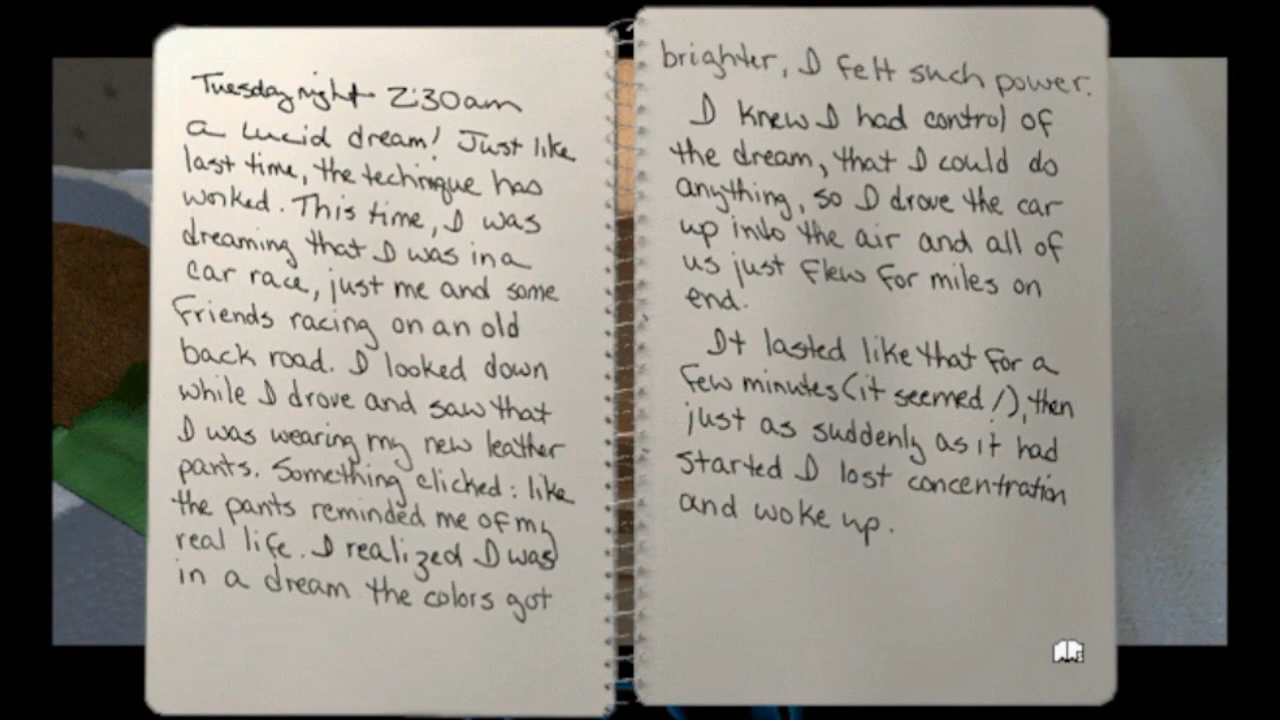 Tuesday night 2:30am
a lucid dream! Just like
last time, the technique has
worked. This time, I was
dreaming that I was in a
car race, just me and some
friends racing on an old
back road. I looked down
while I drove and saw that
I was wearing my new leather
pants. Something clicked: like
the pants reminded me of my
real life. I realized I was
in a dream the colors got
brighter, I felt such power.
I knew I had control of
the dream, that I could do
anything, so I drove the car
up into the air and all of
us just flew for miles on
end.
It lasted like that for a
few minutes (it seemed!), then
just as suddenly as it had
started I lost concentration
and woke up.